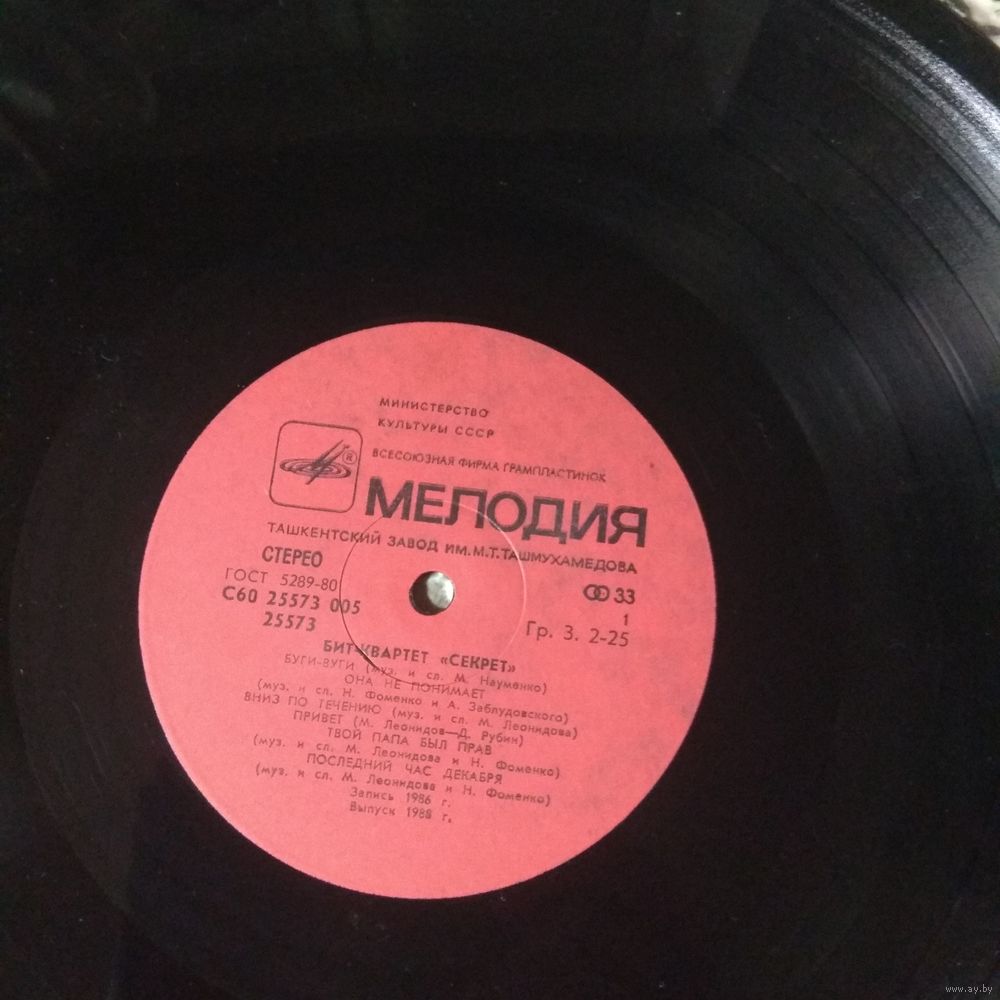 МИНИСТЕРСТВО
КУЛЬТУРЫ СССР
ВСЕСОЮЗНАЯ ФИРМА ГРАМПЛАСТИНОК
®
МЕЛОДИЯ
ТАШКЕНТСКИЙ ЗАВОД ИМ. М. Т. ТАШМУХАМЕДОВА
СТЕРЕО
ГОСТ 5289-80
33
С60 25573 005
1
25573
Гр. 3. 2-25
БИТ-КВАРТЕТ «СЕКРЕТ»
БУГИ-ВУГИ (муз. и сл. М. Науменко)
ОНА НЕ ПОНИМАЕТ
(муз. и сл. Н. Фоменко и А. Заблудовского)
ВНИЗ ПО ТЕЧЕНИЮ (муз. и сл. М. Леонидова)
ПРИВЕТ (М. Леонидов—Д. Рубин)
ТВОЙ ПАПА БЫЛ ПРАВ
(муз. и сл. М. Леонидова и Н. Фоменко)
ПОСЛЕДНИЙ ЧАС ДЕКАБРЯ
(муз. и сл. М. Леонидова и Н. Фоменко)
Запись 1986 г.
Выпуск 1988 г.
www.ay.by